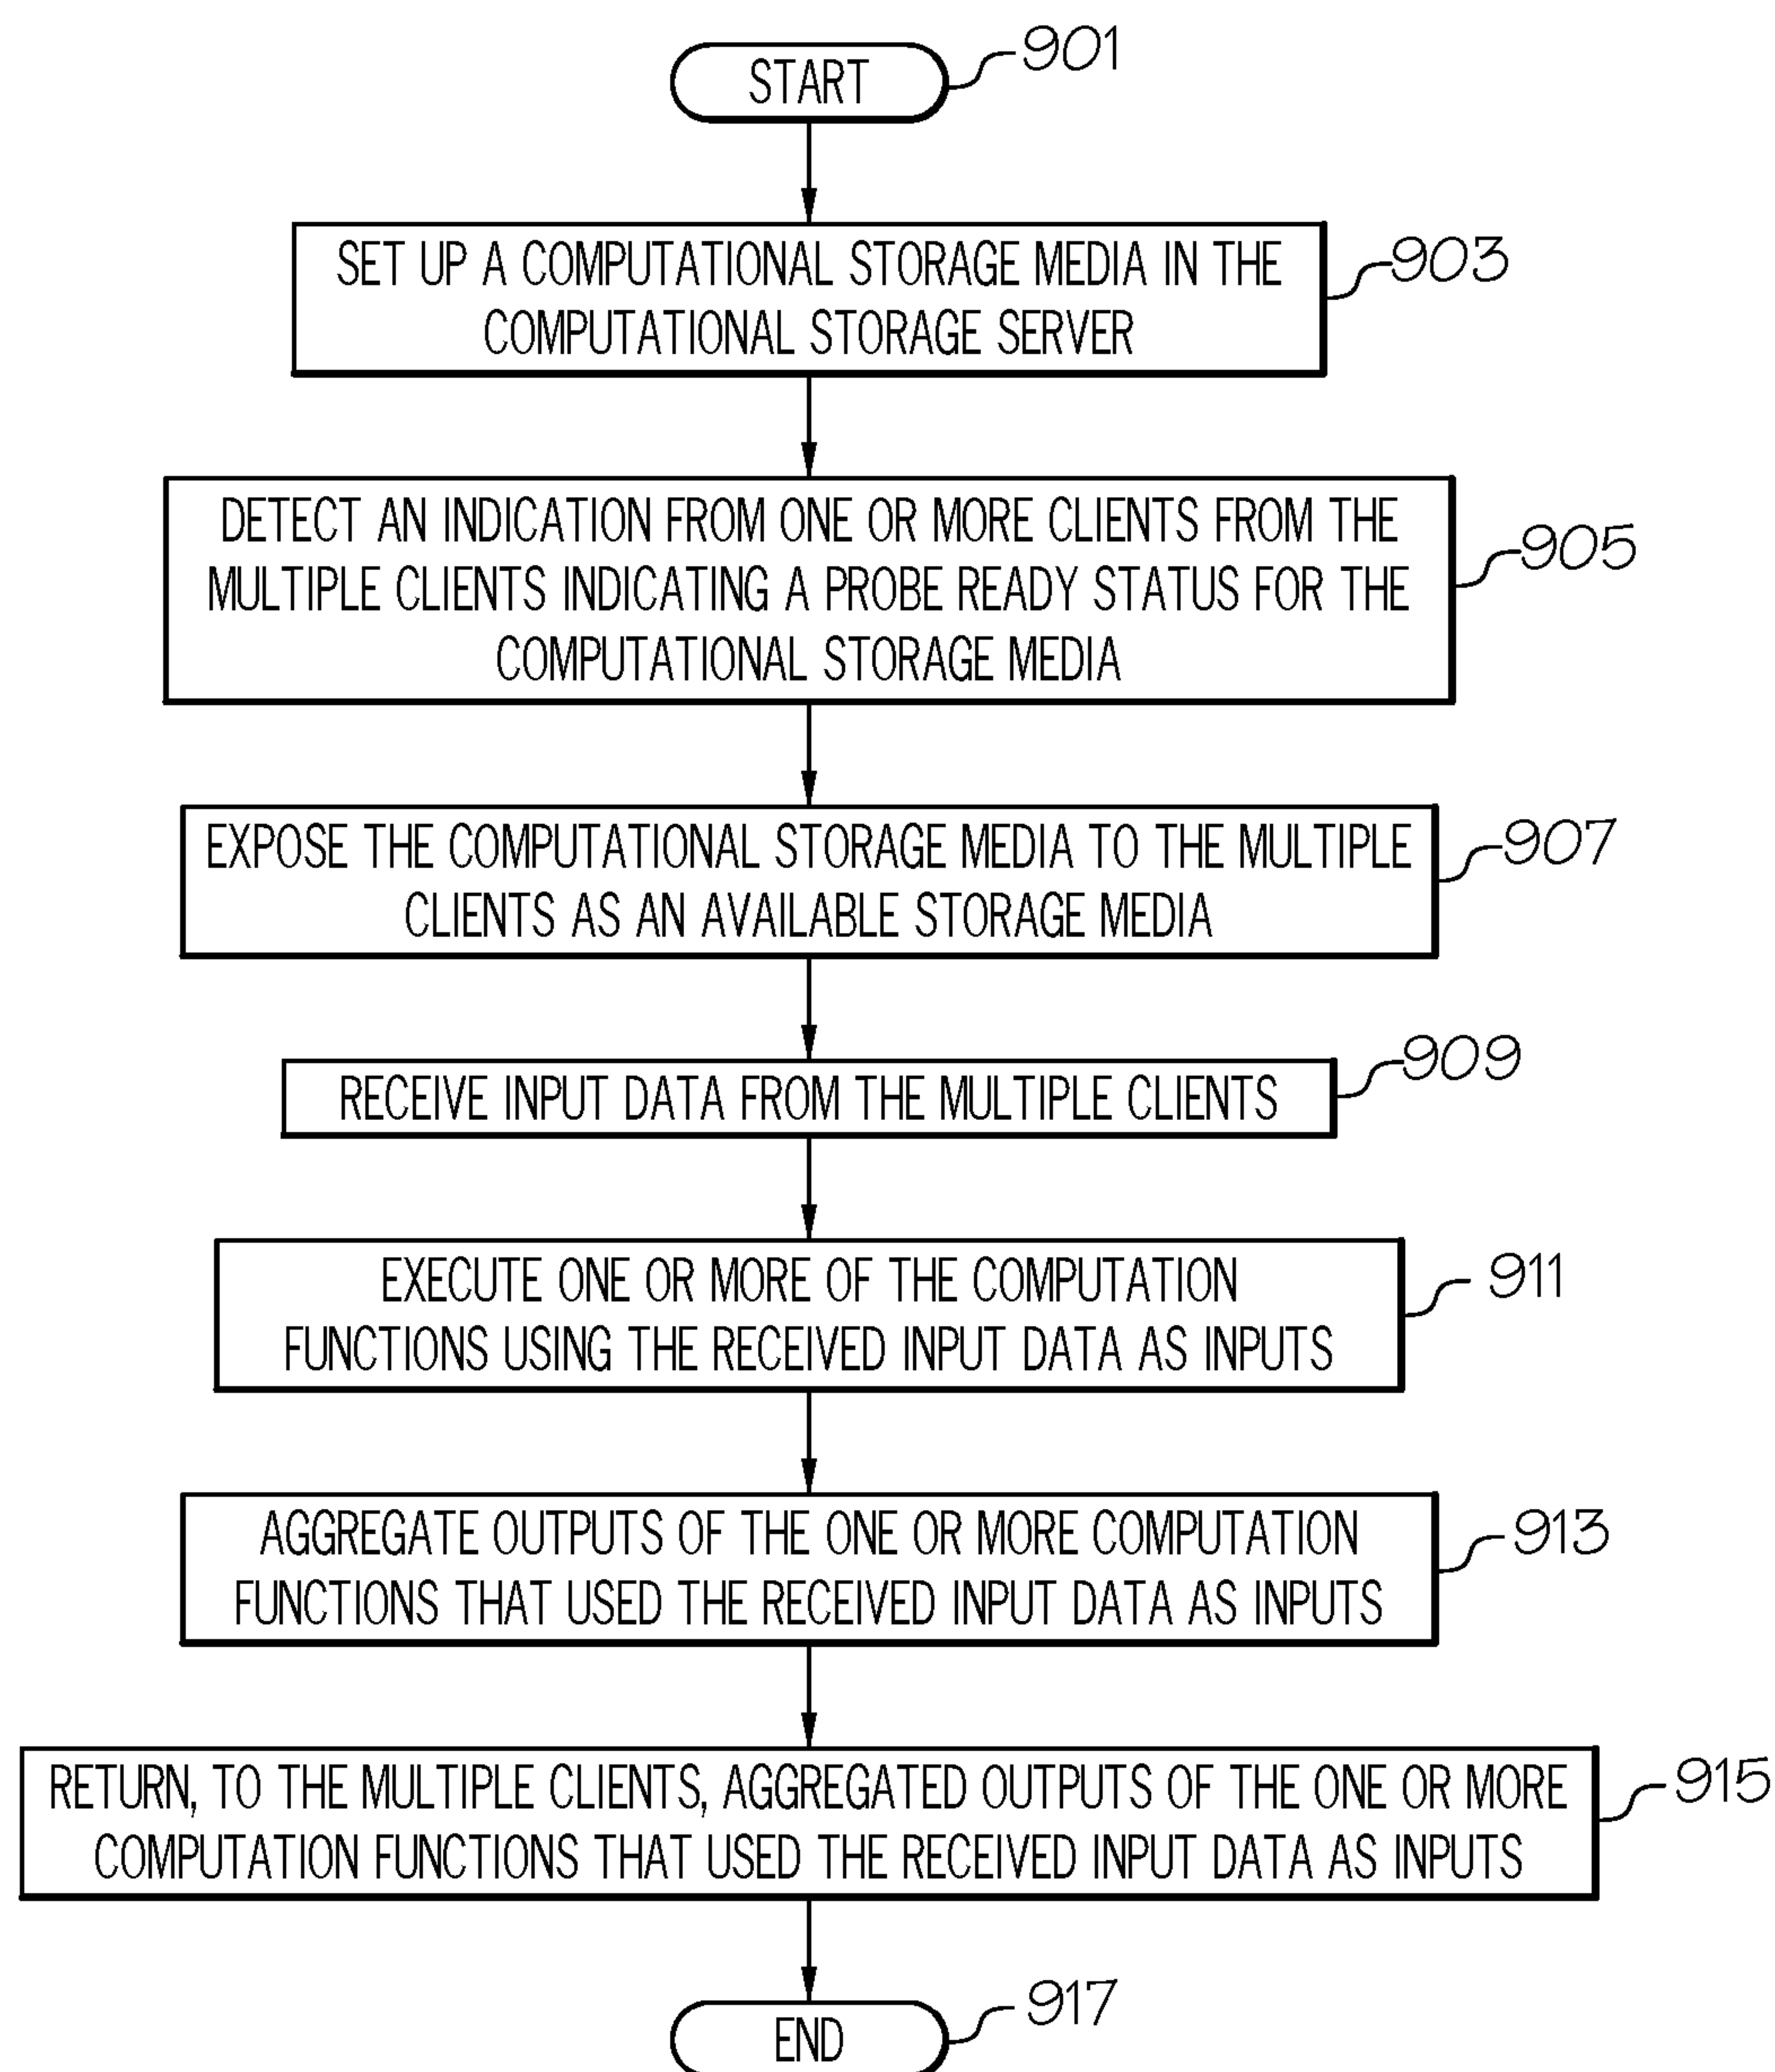 START
901
SET UP A COMPUTATIONAL STORAGE MEDIA IN THE
COMPUTATIONAL STORAGE SERVER
903
DETECT AN INDICATION FROM ONE OR MORE CLIENTS FROM THE
MULTIPLE CLIENTS INDICATING A PROBE READY STATUS FOR THE
COMPUTATIONAL STORAGE MEDIA
905
EXPOSE THE COMPUTATIONAL STORAGE MEDIA TO THE MULTIPLE
CLIENTS AS AN AVAILABLE STORAGE MEDIA
907
RECEIVE INPUT DATA FROM THE MULTIPLE CLIENTS
909
EXECUTE ONE OR MORE OF THE COMPUTATION
FUNCTIONS USING THE RECEIVED INPUT DATA AS INPUTS
911
AGGREGATE OUTPUTS OF THE ONE OR MORE COMPUTATION
FUNCTIONS THAT USED THE RECEIVED INPUT DATA AS INPUTS
913
RETURN, TO THE MULTIPLE CLIENTS, AGGREGATED OUTPUTS OF THE ONE OR MORE
COMPUTATION FUNCTIONS THAT USED THE RECEIVED INPUT DATA AS INPUTS
915
END
917